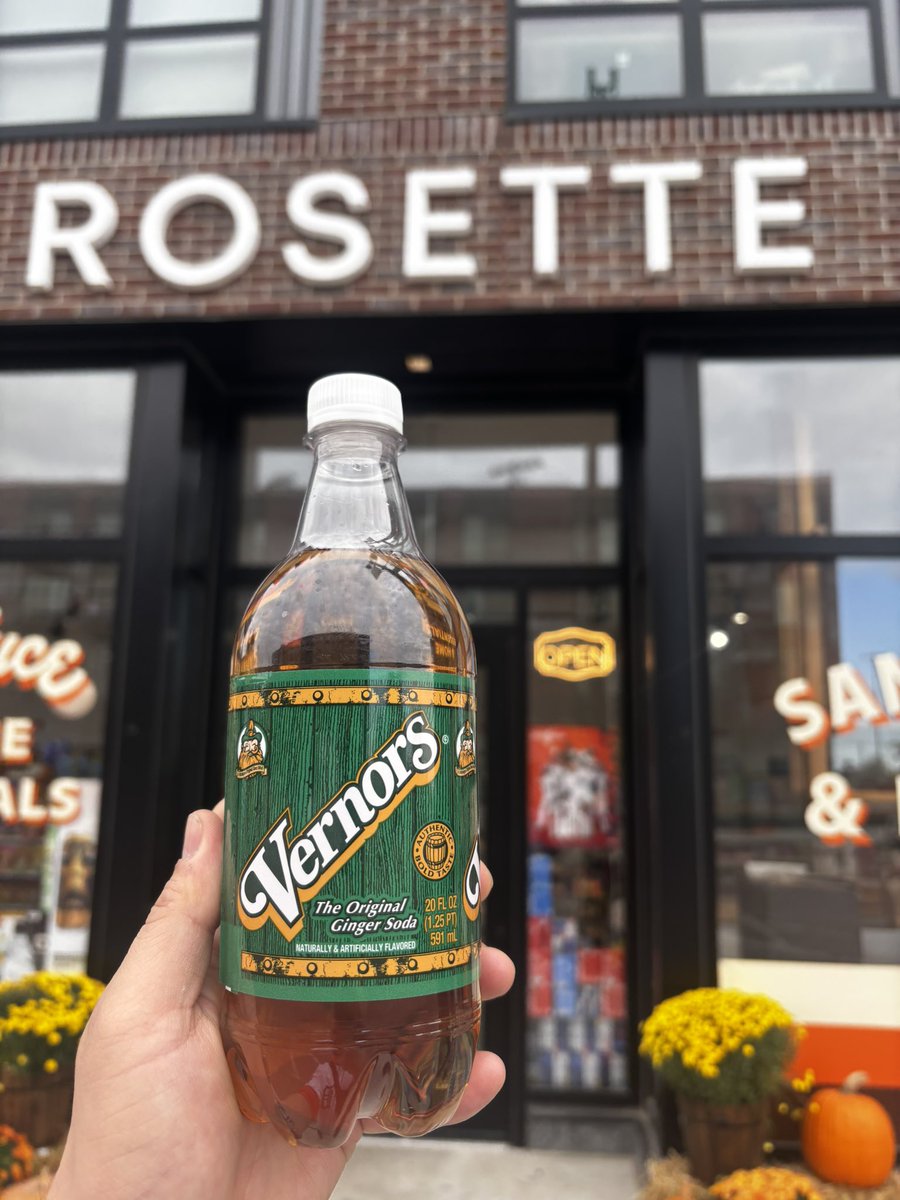 ROSETTE
OPEN
Vernors®
AUTHENTIC
BOLD TASTE
The Original
Ginger Soda
20 FL OZ
(1.25 PT)
591 mL
NATURALLY & ARTIFICIALLY FLAVORED
&